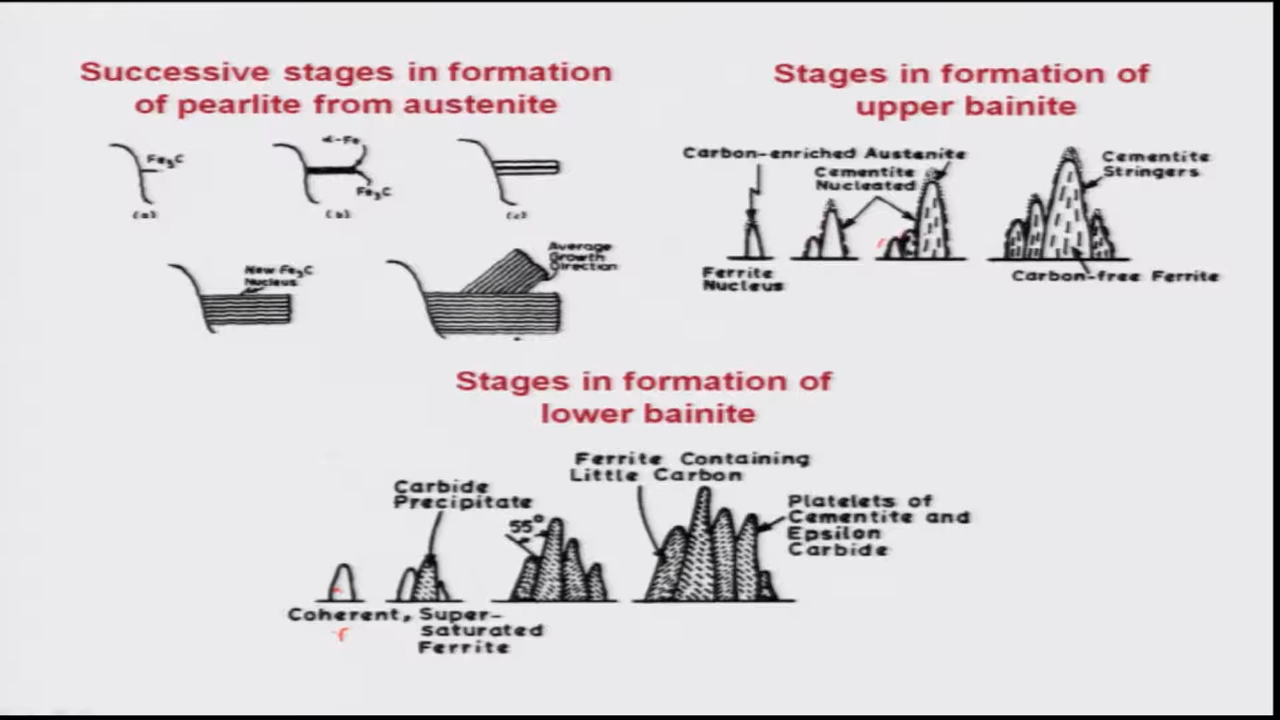 Successive stages in formation
of pearlite from austenite
Fe₃C
(a)
α-Fe
Fe₃C
(b)
(c)
New Fe₃C
Nucleus
Average
Growth
Direction
Stages in formation of
upper bainite
Carbon-enriched Austenite
Cementite
Nucleated
Cementite
Stringers
Ferrite
Nucleus
Carbon-free Ferrite
Stages in formation of
lower bainite
Ferrite Containing
Little Carbon
Carbide
Precipitate
55°
Platelets of
Cementite and
Epsilon
Carbide
Coherent, Super-
saturated
Ferrite